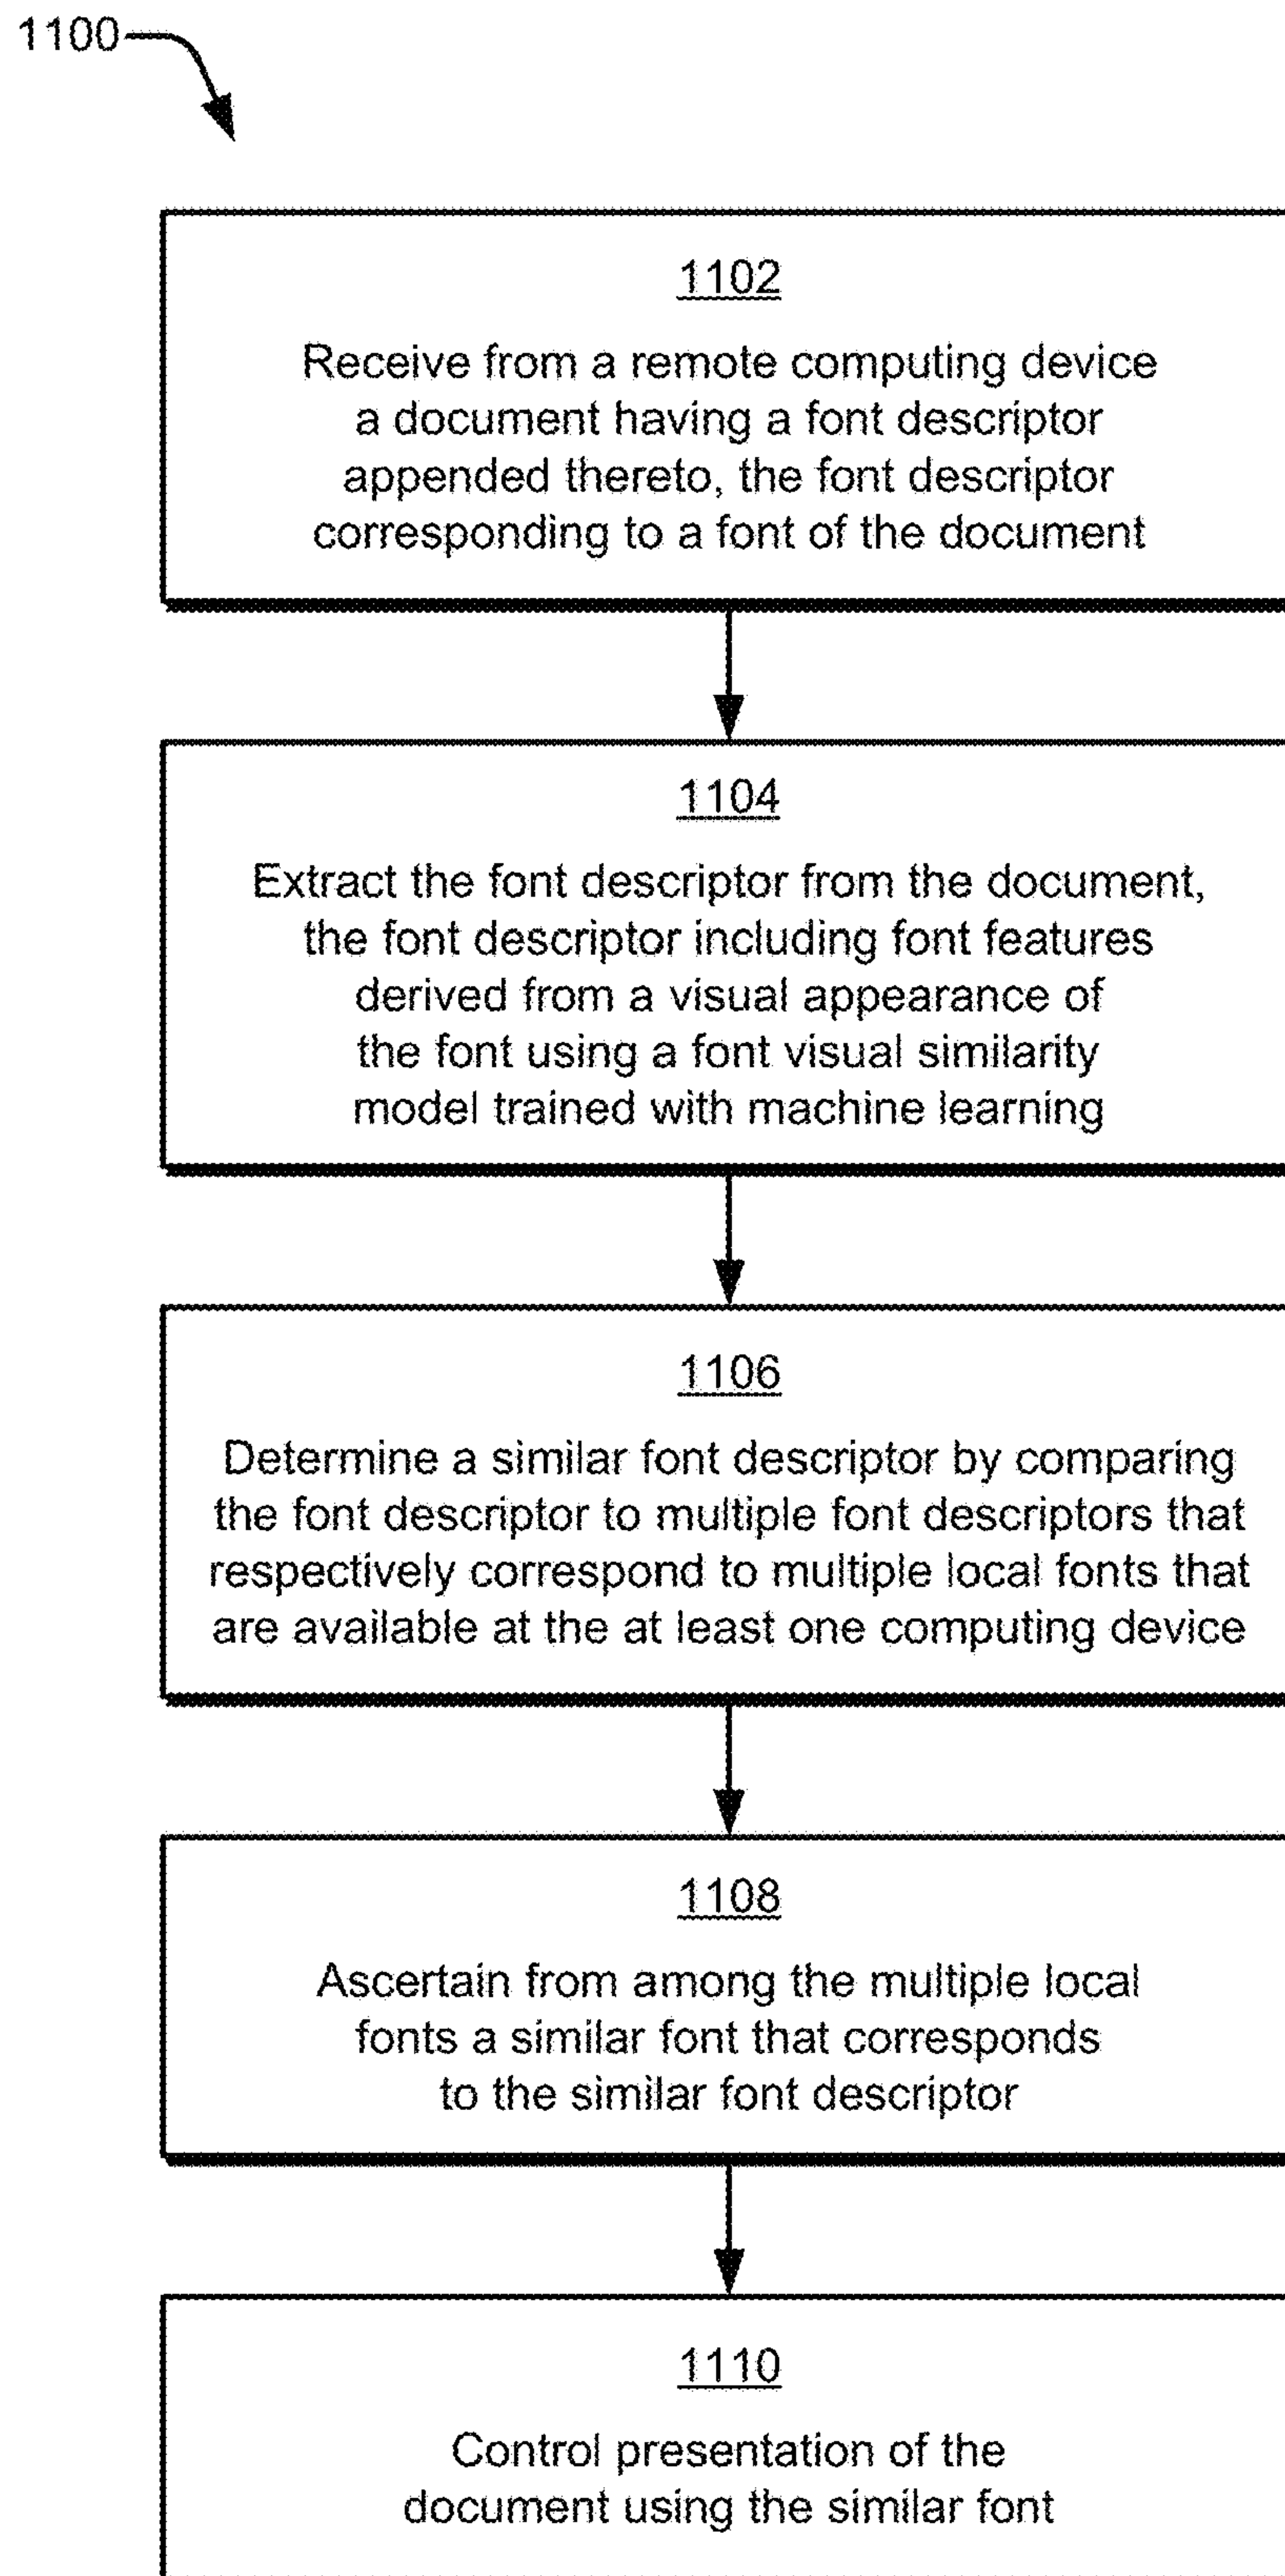 1100
1102
Receive from a remote computing device
a document having a font descriptor
appended thereto, the font descriptor
corresponding to a font of the document
1104
Extract the font descriptor from the document,
the font descriptor including font features
derived from a visual appearance of
the font using a font visual similarity
model trained with machine learning
1106
Determine a similar font descriptor by comparing
the font descriptor to multiple font descriptors that
respectively correspond to multiple local fonts that
are available at the at least one computing device
1108
Ascertain from among the multiple local
fonts a similar font that corresponds
to the similar font descriptor
1110
Control presentation of the
document using the similar font